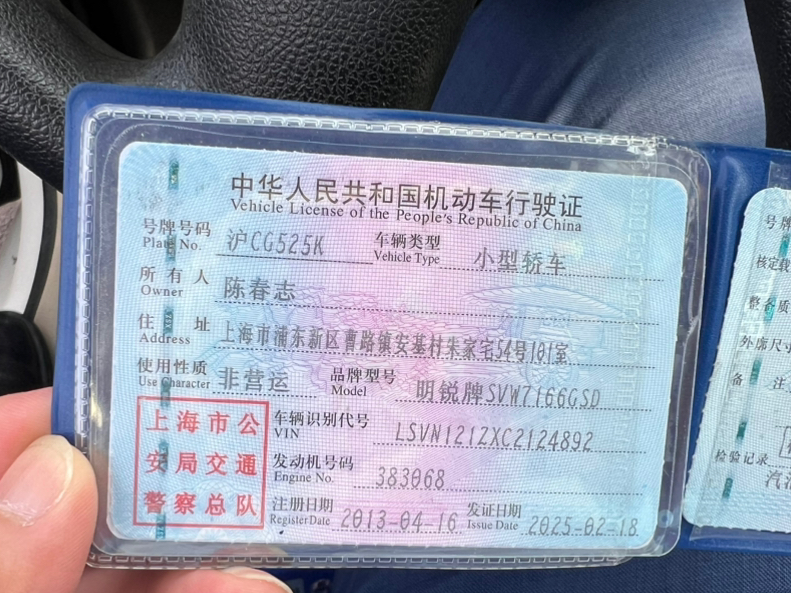 中华人民共和国机动车行驶证
Vehicle License of the People's Republic of China
号牌号码 沪CG525K 车辆类型 小型轿车
Plate No. Vehicle Type
所有人 陈春志
Owner
住址 上海市浦东新区曹路镇安基村朱家宅54号101室
Address
使用性质 非营运 品牌型号 明锐牌SVW7166GSD
Use Character Model
上海市公
安局交通
警察总队
车辆识别代号 LSVN1212XC2124892
VIN
发动机号码 383068
Engine No.
注册日期 2013-04-16 发证日期 2025-02-18
Register Date Issue Date
号牌
核定载
整备质
外廓尺寸
备 注
检验记录